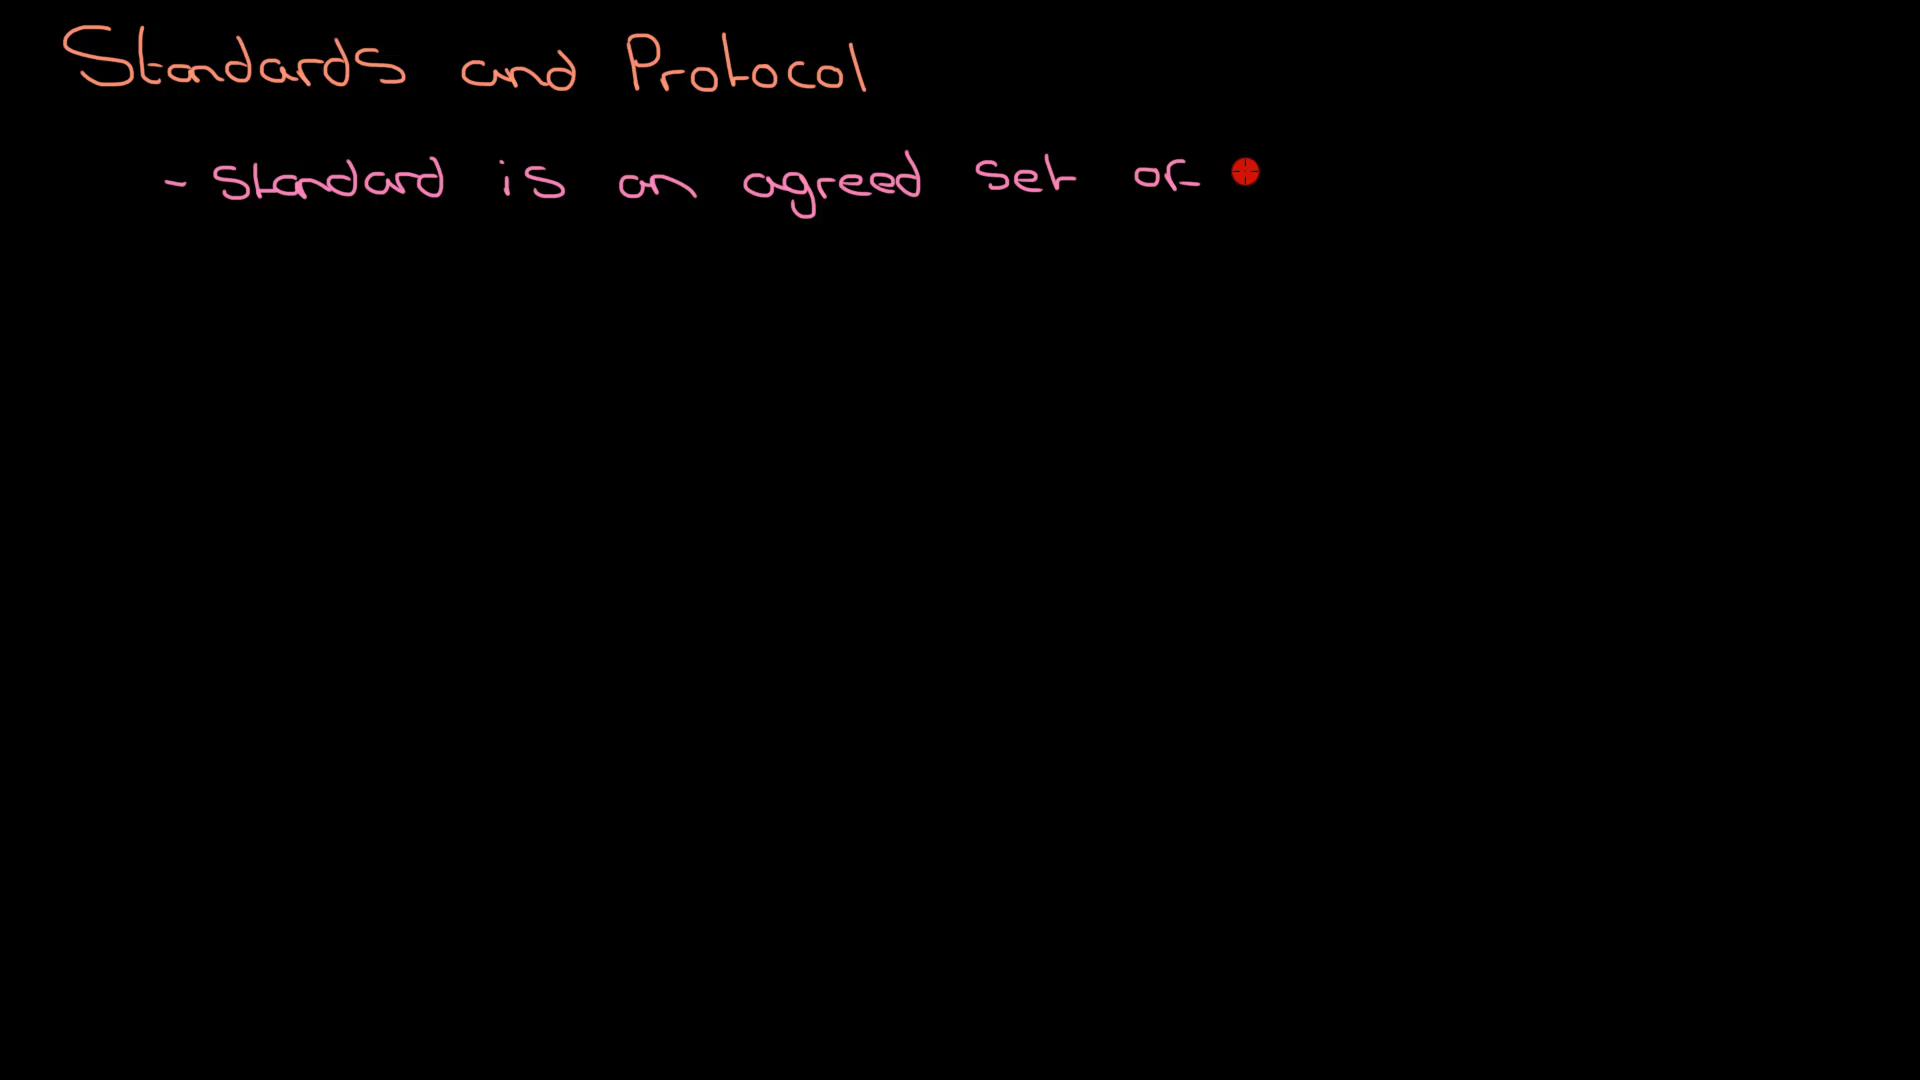 Standards and Protocol
- standard is an agreed set of